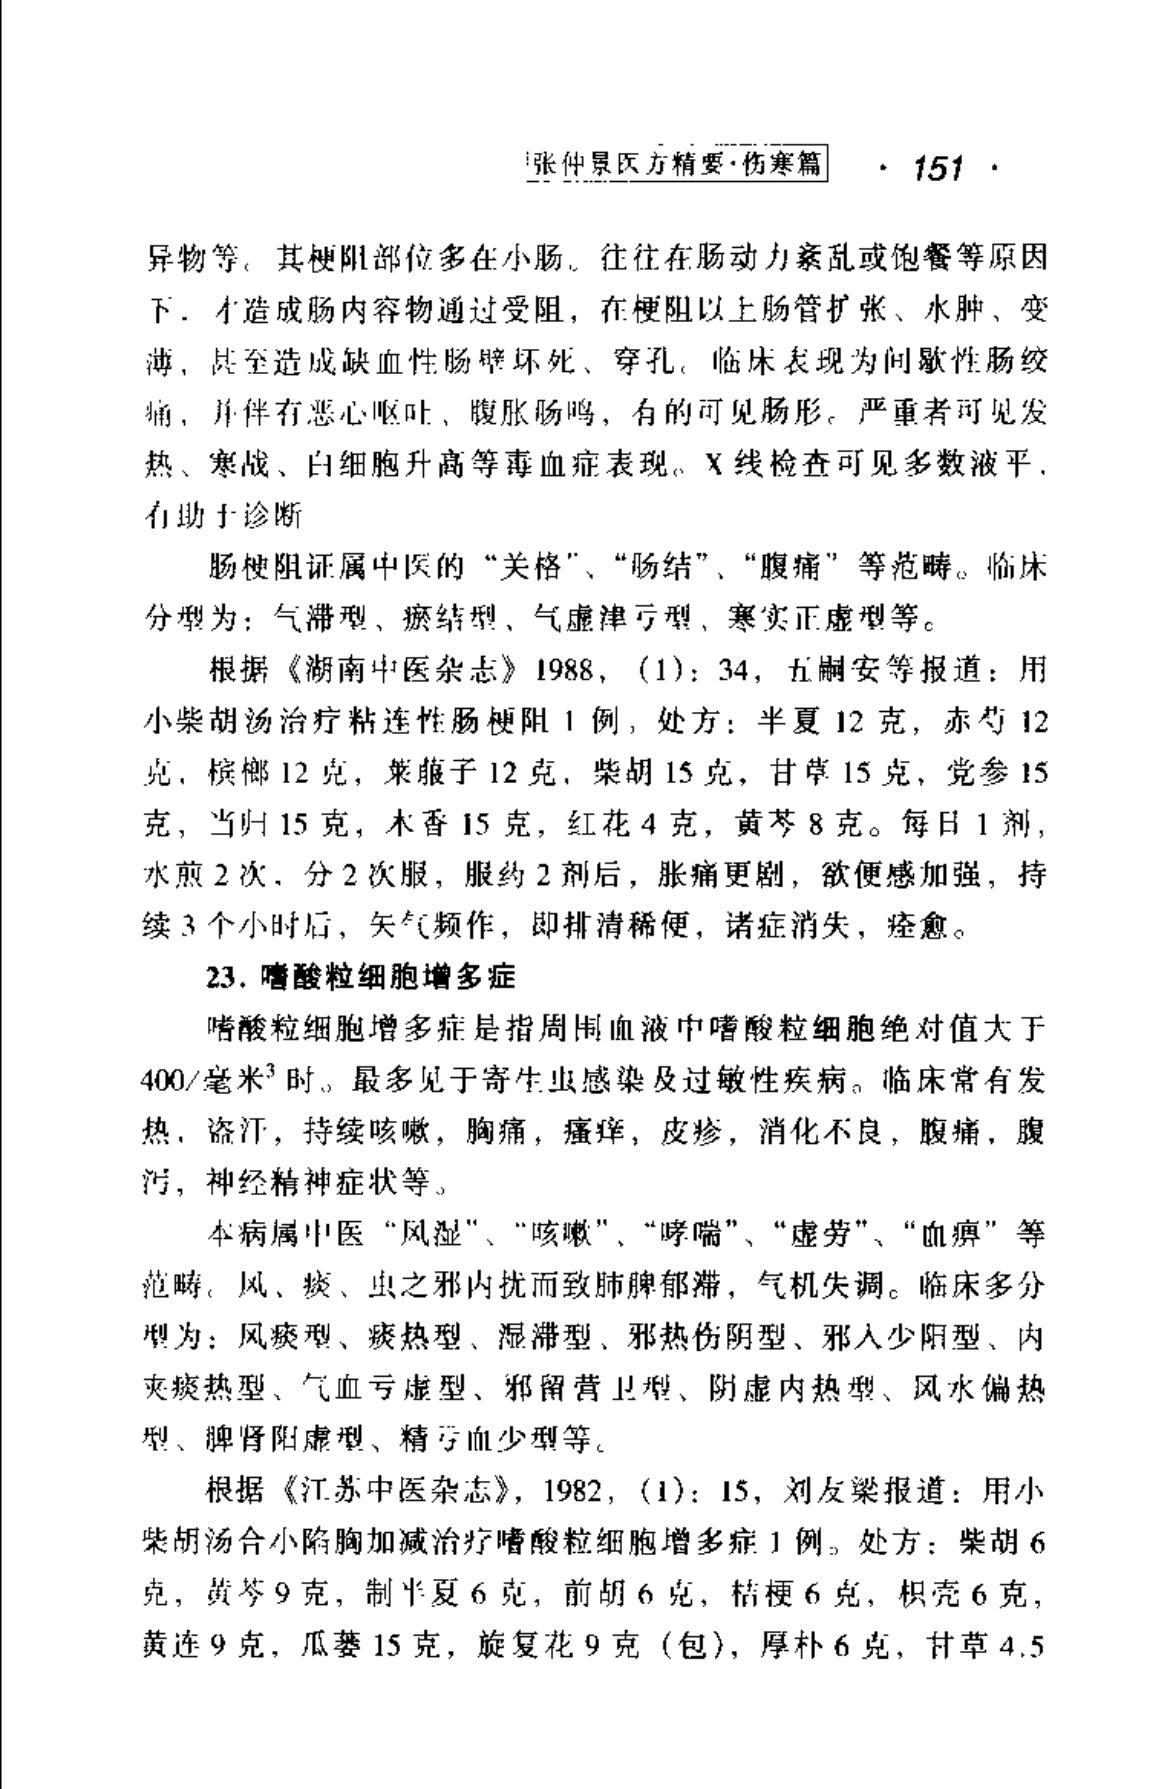 张仲景医方精要·伤寒篇 · 151 ·
异物等。其梗阻部位多在小肠。往往在肠动力紊乱或饱餐等原因
下，才造成肠内容物通过受阻，在梗阻以上肠管扩张、水肿、变
薄，甚至造成缺血性肠壁坏死、穿孔。临床表现为间歇性肠绞
痛，并伴有恶心呕吐、腹胀肠鸣，有的可见肠形。严重者可见发
热、寒战、白细胞升高等毒血症表现。X 线检查可见多数液平，
有助于诊断
肠梗阻证属中医的“关格”、“肠结”、“腹痛”等范畴。临床
分型为：气滞型、瘀结型、气虚津亏型、寒实正虚型等。
根据《湖南中医杂志》1988，（1）：34，五嗣安等报道：用
小柴胡汤治疗粘连性肠梗阻 1 例，处方：半夏 12 克，赤芍 12
克，槟榔 12 克，莱菔子 12 克，柴胡 15 克，甘草 15 克，党参 15
克，当归 15 克，木香 15 克，红花 4 克，黄芩 8 克。每日 1 剂，
水煎 2 次，分 2 次服，服药 2 剂后，胀痛更剧，欲便感加强，持
续 3 个小时后，矢气频作，即排清稀便，诸症消失，痊愈。
23. 嗜酸粒细胞增多症
嗜酸粒细胞增多症是指周围血液中嗜酸粒细胞绝对值大于
400/毫米³ 时。最多见于寄生虫感染及过敏性疾病。临床常有发
热，盗汗，持续咳嗽，胸痛，瘙痒，皮疹，消化不良，腹痛，腹
泻，神经精神症状等。
本病属中医“风湿”、“咳嗽”、“哮喘”、“虚劳”、“血痹”等
范畴。风、痰、虫之邪内扰而致肺脾郁滞，气机失调。临床多分
型为：风痰型、痰热型、湿滞型、邪热伤阴型、邪入少阳型、内
夹痰热型、气血亏虚型、邪留营卫型、阴虚内热型、风水偏热
型、脾肾阳虚型、精亏血少型等。
根据《江苏中医杂志》，1982，（1）：15，刘友梁报道：用小
柴胡汤合小陷胸加减治疗嗜酸粒细胞增多症 1 例。处方：柴胡 6
克，黄芩 9 克，制半夏 6 克，前胡 6 克，桔梗 6 克，枳壳 6 克，
黄连 9 克，瓜蒌 15 克，旋复花 9 克（包），厚朴 6 克，甘草 4.5